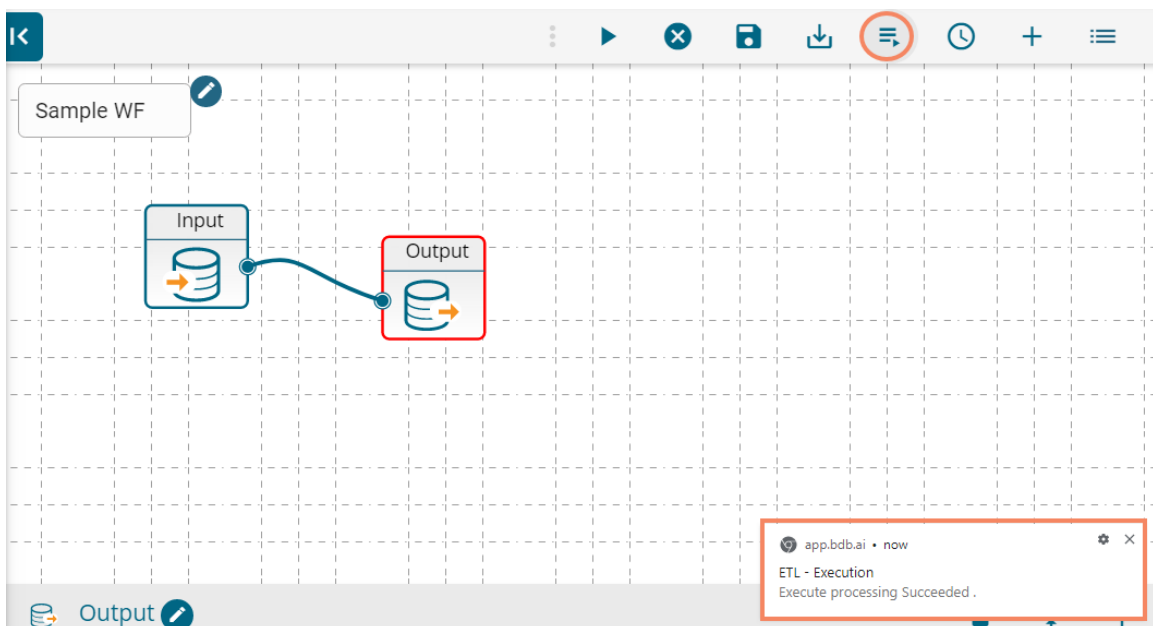 Sample WF
Input
Output
app.bdb.ai • now
ETL - Execution
Execute processing Succeeded .
Output